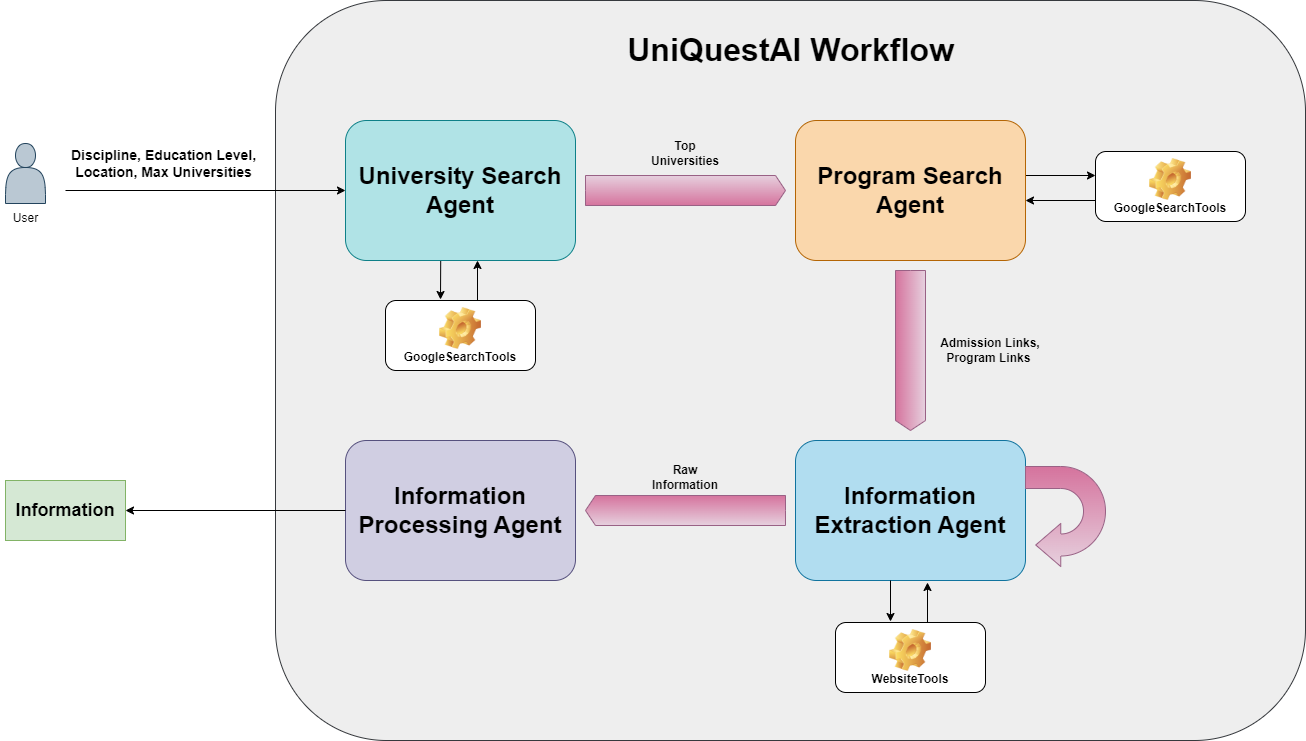 UniQuestAI Workflow
Discipline, Education Level,
Location, Max Universities
User
University Search
Agent
Top
Universities
Program Search
Agent
GoogleSearchTools
GoogleSearchTools
Admission Links,
Program Links
Information
Information
Processing Agent
Raw
Information
Information
Extraction Agent
WebsiteTools